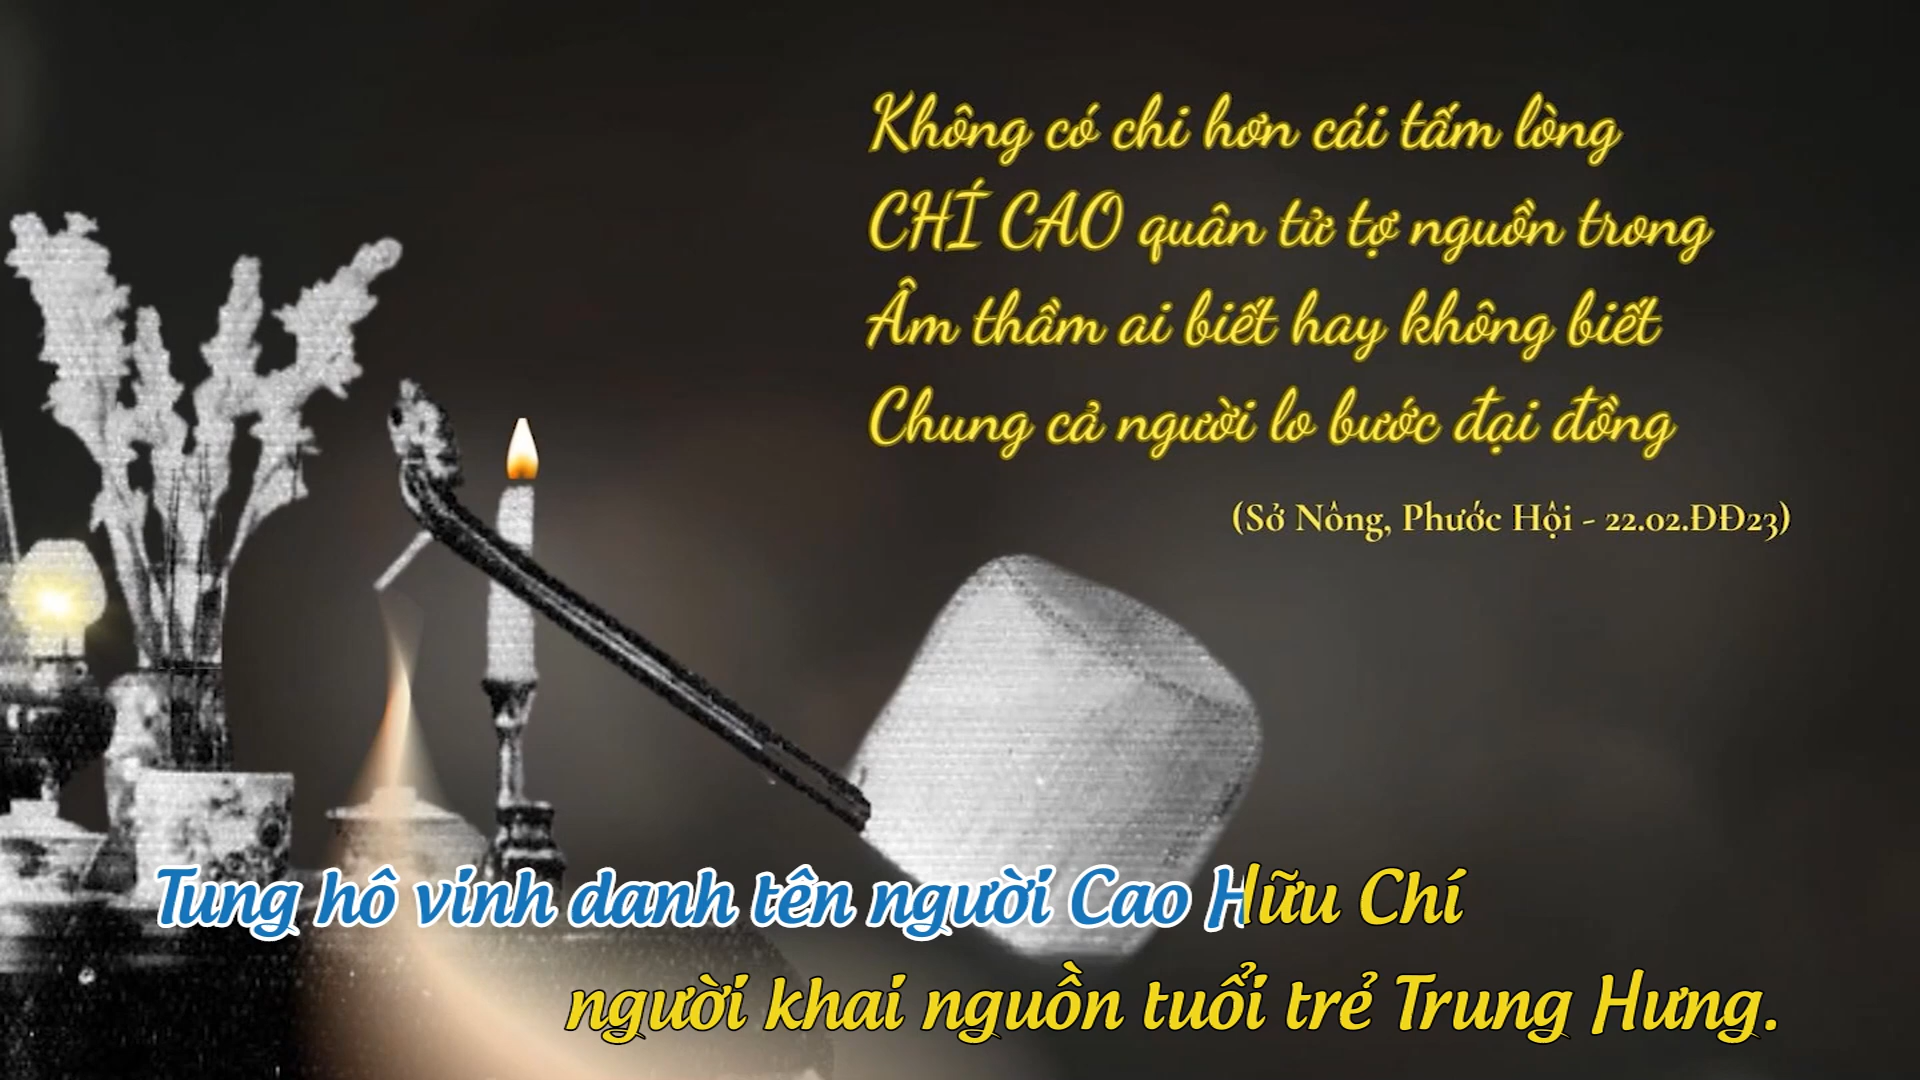 Không có chi hơn cái tấm lòng
CHÍ CAO quân tử tợ nguồn trong
Âm thầm ai biết hay không biết
Chung cả người lo bước đại đồng
(Sở Nông, Phước Hội - 22.02.ĐĐ23)
Tung hô vinh danh tên người Cao Hữu Chí
người khai nguồn tuổi trẻ Trung Hưng.